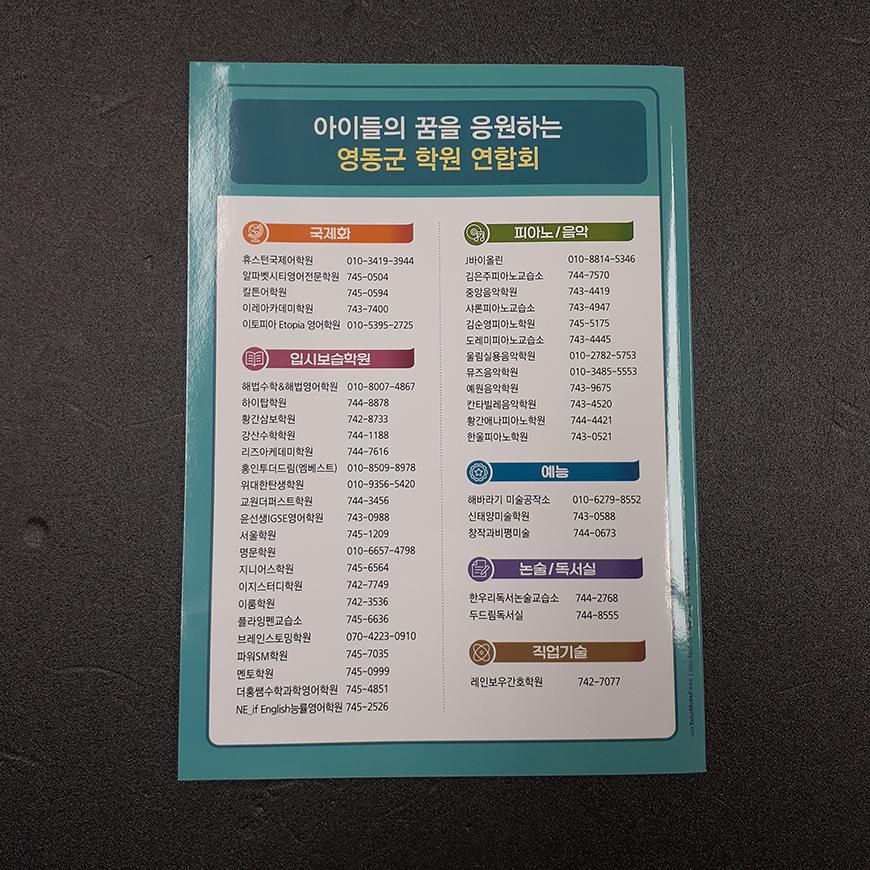 아이들의 꿈을 응원하는
영동군 학원 연합회
국제화
휴스턴국제어학원 010-3419-3944
알파벳시티영어전문학원 745-0504
칼튼어학원 745-0594
이레아카데미학원 743-7400
이토피아 Etopia 영어학원 010-5395-2725
입시보습학원
해법수학&해법영어학원 010-8007-4867
하이탑학원 744-8878
황간삼보학원 742-8733
강산수학학원 744-1188
리즈아케데미학원 744-7616
홍인투더드림(엠베스트) 010-8509-8978
위대한탄생학원 010-9356-5420
교원더퍼스트학원 744-3456
윤선생IGSE영어학원 743-0988
서울학원 745-1209
명문학원 010-6657-4798
지니어스학원 745-6564
이지스터디학원 742-7749
이룸학원 742-3536
플라잉펜교습소 745-6636
브레인스토밍학원 070-4223-0910
파워SM학원 745-7035
멘토학원 745-0999
더홍쌤수학과학영어학원 745-4851
NE_if English능률영어학원 745-2526
피아노/음악
J바이올린 010-8814-5346
김은주피아노교습소 744-7570
중앙음악학원 743-4419
샤론피아노교습소 743-4947
김순영피아노학원 745-5175
도레미피아노교습소 743-4445
울림실용음악학원 010-2782-5753
뮤즈음악학원 010-3485-5553
예원음악학원 743-9675
칸타빌레음악학원 743-4520
황간애나피아노학원 744-4421
한울피아노학원 743-0521
예능
해바라기 미술공작소 010-6279-8552
신태양미술학원 743-0588
창작과비평미술 744-0673
논술/독서실
한우리독서논술교습소 744-2768
두드림독서실 744-8555
직업기술
레인보우간호학원 742-7077